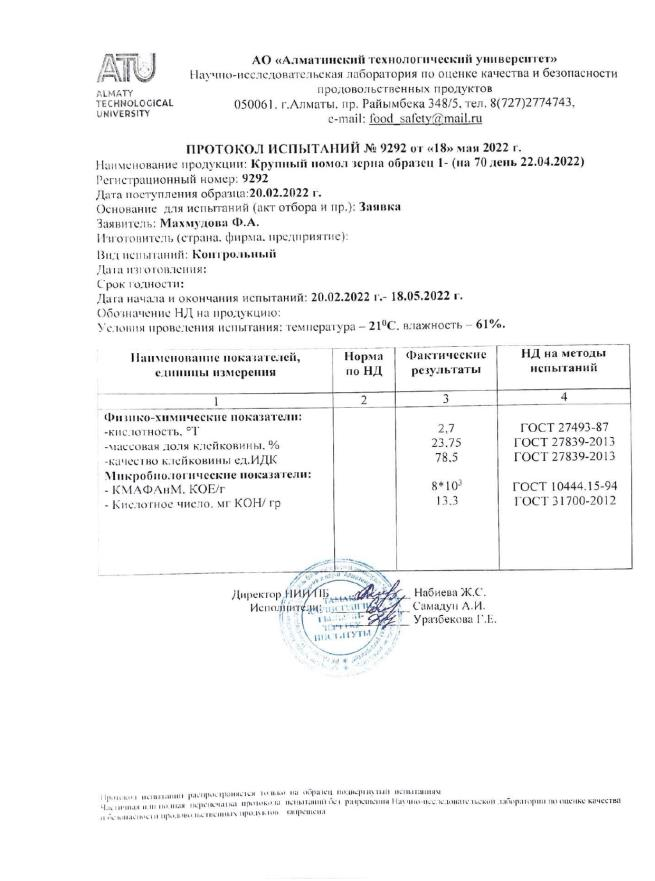 ATU
ALMATY
TECHNOLOGICAL
UNIVERSITY
АО «Алматинский технологический университет»
Научно-исследовательская лаборатория по оценке качества и безопасности
продовольственных продуктов
050061, г.Алматы, пр. Райымбека 348/5, тел. 8(727)2774743,
e-mail: food_safety@mail.ru
ПРОТОКОЛ ИСПЫТАНИЙ № 9292 от «18» мая 2022 г.
Наименование продукции: Крупный помол зерна образец 1- (на 70 день 22.04.2022)
Регистрационный номер: 9292
Дата поступления образца:20.02.2022 г.
Основание для испытаний (акт отбора и пр.): Заявка
Заявитель: Махмудова Ф.А.
Изготовитель (страна, фирма, предприятие):
Вид испытаний: Контрольный
Дата изготовления:
Срок годности:
Дата начала и окончания испытаний: 20.02.2022 г.- 18.05.2022 г.
Обозначение НД на продукцию:
Условия проведения испытания: температура – 21⁰С, влажность – 61%.
Наименование показателей, единицы измерения Норма по НД Фактические результаты НД на методы испытаний
1 2 3 4
Физико-химические показатели:
-кислотность, °Т 2,7 ГОСТ 27493-87
-массовая доля клейковины, % 23,75 ГОСТ 27839-2013
-качество клейковины ед.ИДК 78,5 ГОСТ 27839-2013
Микробиологические показатели:
- КМАФАнМ, КОЕ/г 8*10³ ГОСТ 10444.15-94
- Кислотное число, мг КОН/ гр 13,3 ГОСТ 31700-2012
Директор НИИ ПБ Набиева Ж.С.
Исполнители: Самадун А.И.
Уразбекова Г.Е.
ИНСТИТУТЫ
Протокол испытаний распространяется только на образец, подвергнутый испытаниям
Частичная или полная перепечатка протокола испытаний без разрешения Научно-исследовательской лаборатории по оценке качества
и безопасности продовольственных продуктов запрещена